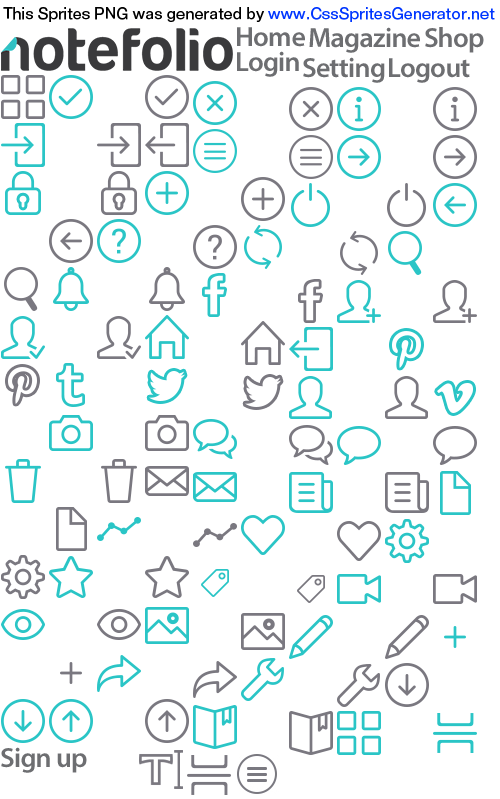 This Sprites PNG was generated by www.CssSpritesGenerator.net
notefolio Home Magazine Shop
Login Setting Logout
Sign up